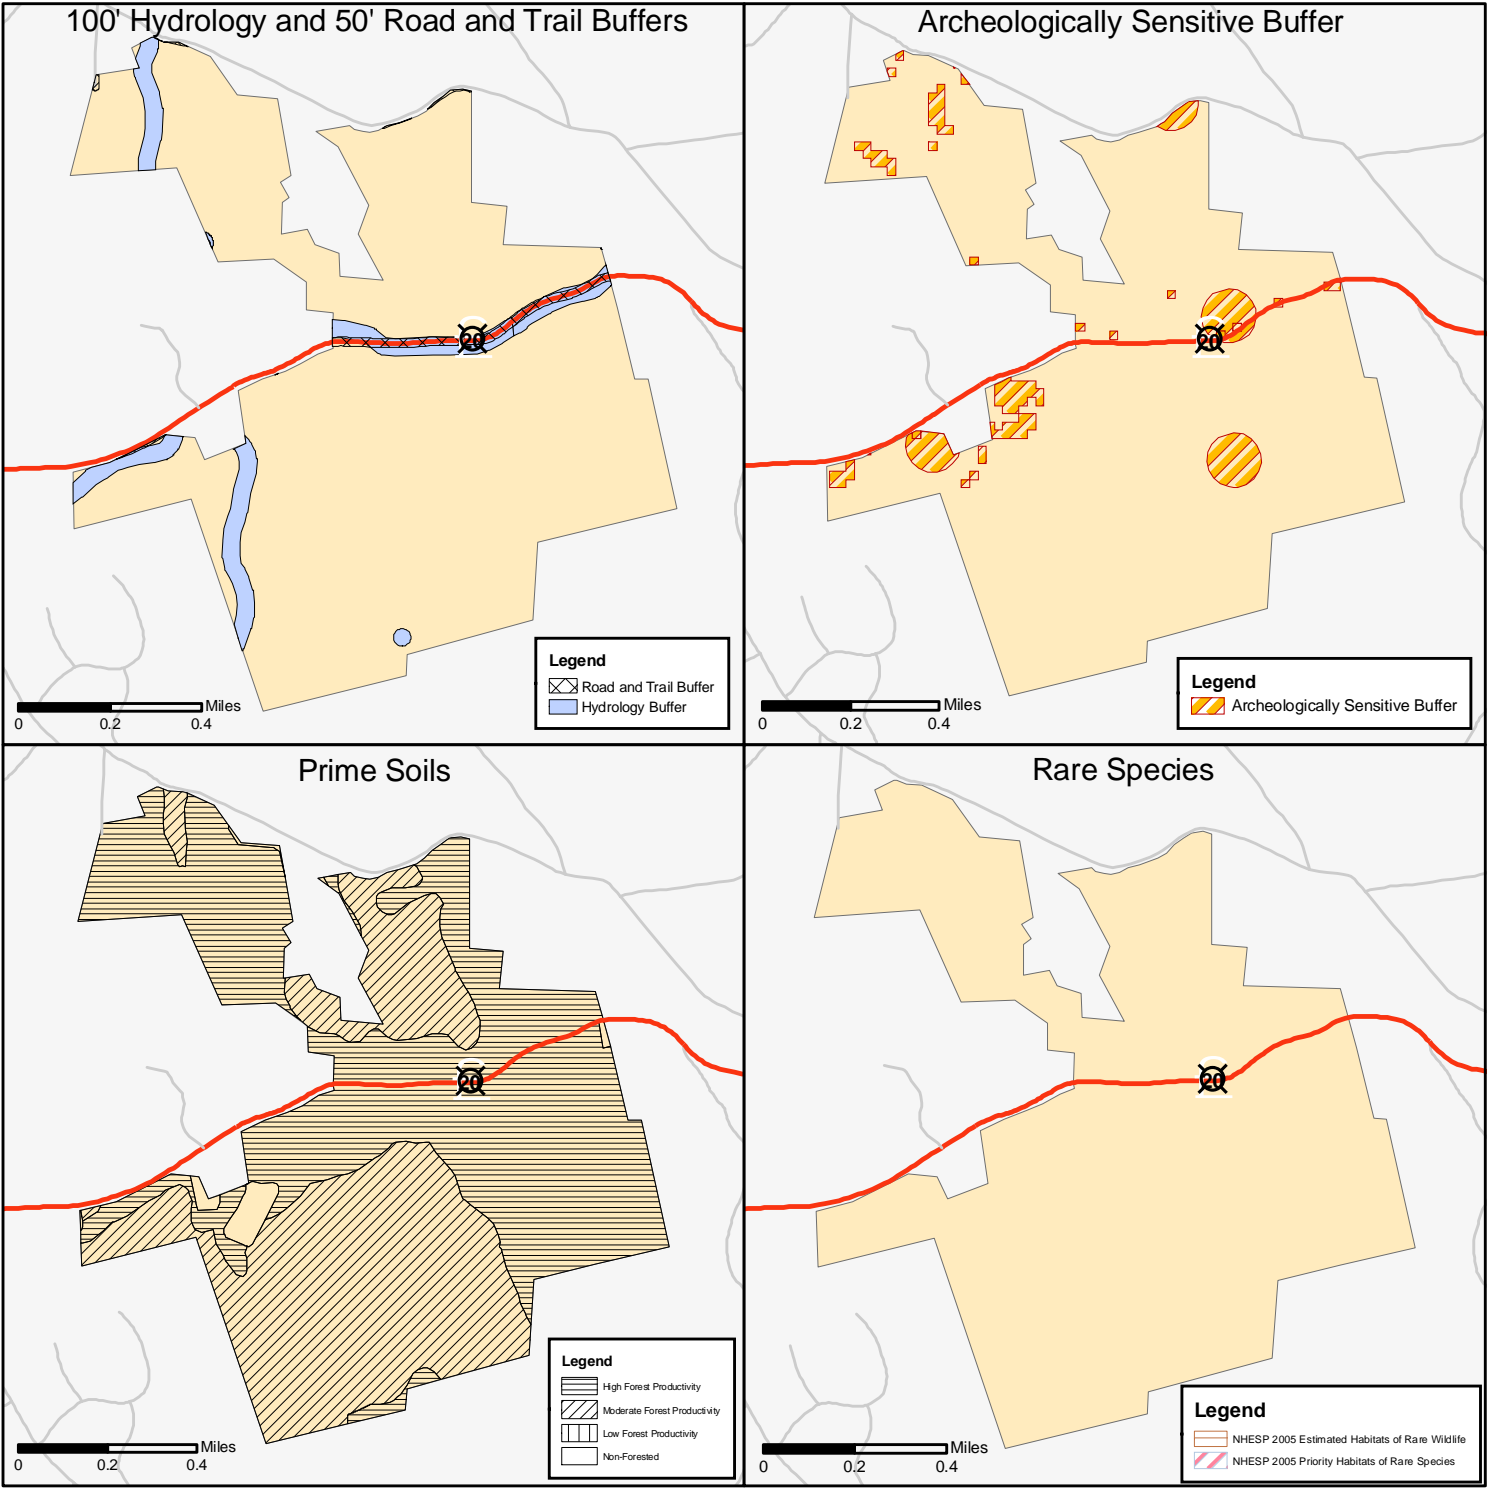 100' Hydrology and 50' Road and Trail Buffers
20
Legend
Road and Trail Buffer
Hydrology Buffer
Miles
0 0.2 0.4
Archeologically Sensitive Buffer
20
Legend
Archeologically Sensitive Buffer
Miles
0 0.2 0.4
Prime Soils
20
Legend
High Forest Productivity
Moderate Forest Productivity
Low Forest Productivity
Non-Forested
Miles
0 0.2 0.4
Rare Species
20
Legend
NHESP 2005 Estimated Habitats of Rare Wildlife
NHESP 2005 Priority Habitats of Rare Species
Miles
0 0.2 0.4